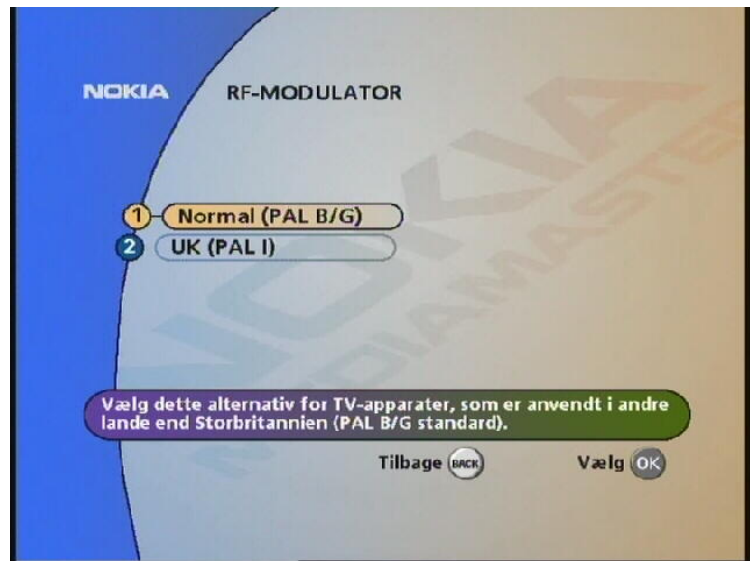 NOKIA RF-MODULATOR
1 Normal (PAL B/G)
2 UK (PAL I)
NOKIA
MEDIAMASTER
Vælg dette alternativ for TV-apparater, som er anvendt i andre
lande end Storbritannien (PAL B/G standard).
Tilbage BACK Vælg OK